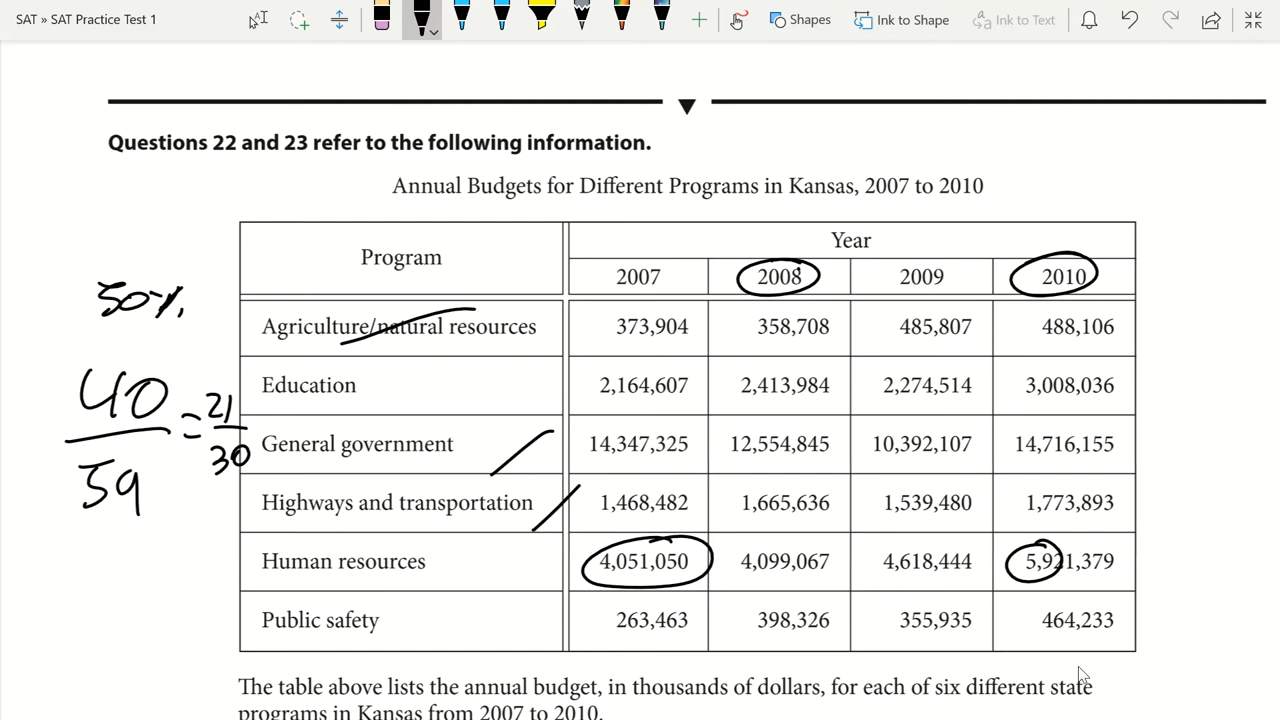 SAT » SAT Practice Test 1
Shapes
Ink to Shape
Ink to Text
Questions 22 and 23 refer to the following information.
Annual Budgets for Different Programs in Kansas, 2007 to 2010
Program
Year
2007 2008 2009 2010
50%
Agriculture/natural resources 373,904 358,708 485,807 488,106
Education 2,164,607 2,413,984 2,274,514 3,008,036
40/59 = 21/30
General government 14,347,325 12,554,845 10,392,107 14,716,155
Highways and transportation 1,468,482 1,665,636 1,539,480 1,773,893
Human resources 4,051,050 4,099,067 4,618,444 5,921,379
Public safety 263,463 398,326 355,935 464,233
The table above lists the annual budget, in thousands of dollars, for each of six different state
programs in Kansas from 2007 to 2010.